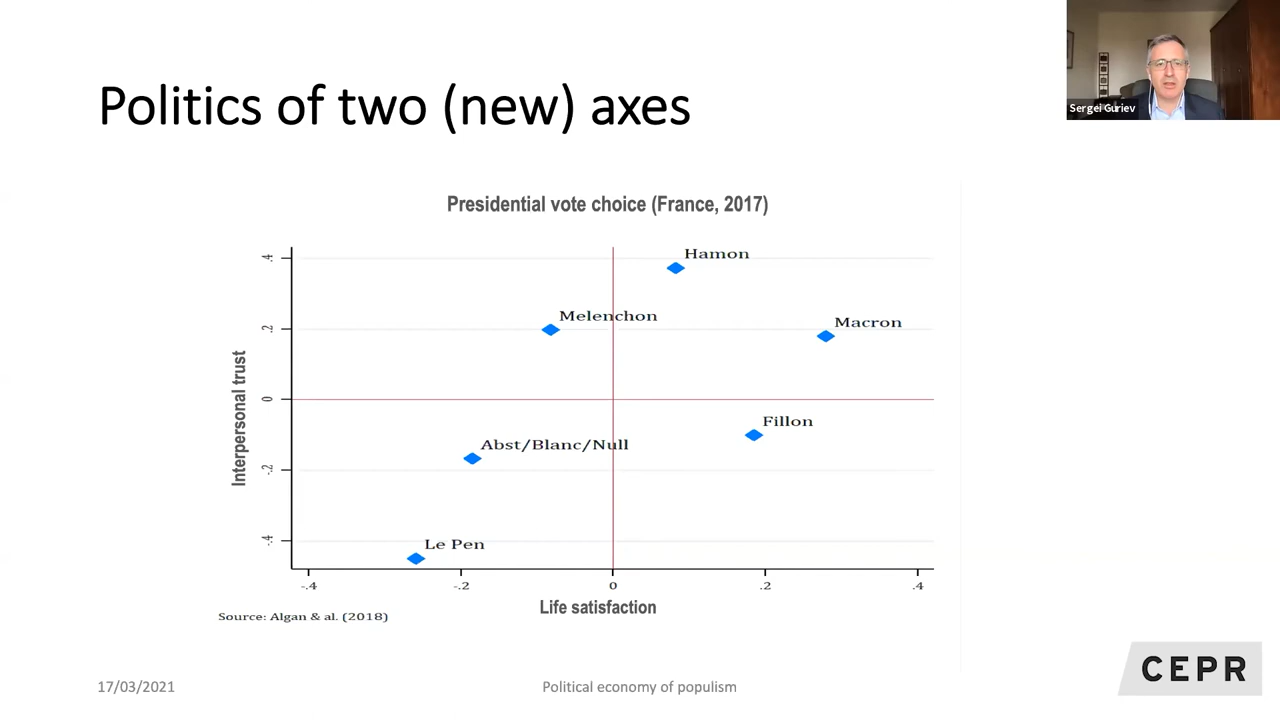 Sergei Guriev
Politics of two (new) axes
Presidential vote choice (France, 2017)
Interpersonal trust
.4
.2
0
-.2
-.4
Hamon
Melenchon
Macron
Fillon
Abst/Blanc/Null
Le Pen
-.4 -.2 0 .2 .4
Life satisfaction
Source: Algan & al. (2018)
17/03/2021 Political economy of populism
CEPR